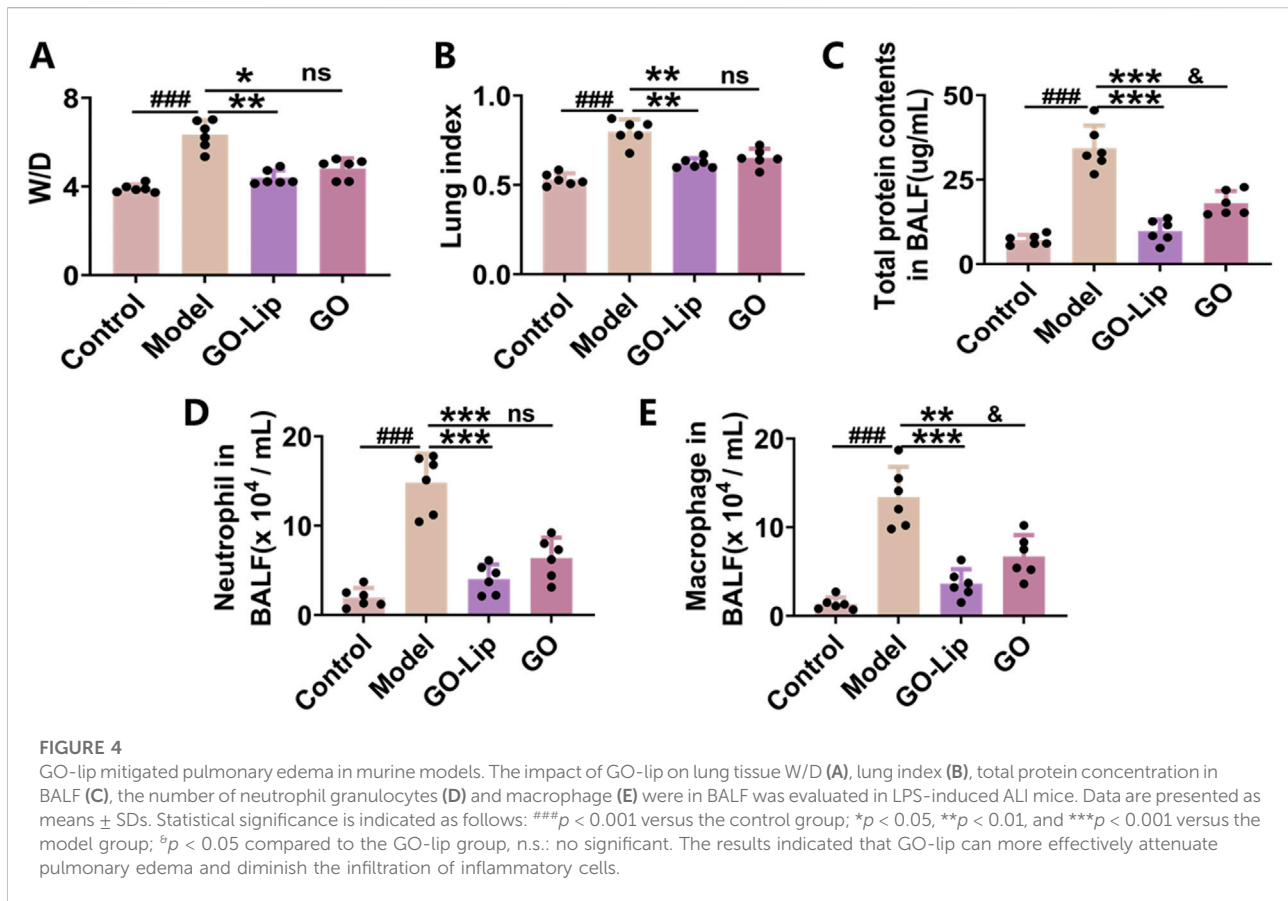 A
W/D
8
4
0
###
*
ns
**
Control
Model
GO-Lip
GO
B
Lung index
1.0
0.5
0.0
###
**
ns
**
Control
Model
GO-Lip
GO
C
Total protein contents
in BALF(ug/mL)
50
25
0
###
***
&
***
Control
Model
GO-Lip
GO
D
Neutrophil in
BALF(x 10⁴ / mL)
20
10
0
###
***
ns
***
Control
Model
GO-Lip
GO
E
Macrophage in
BALF(x 10⁴ / mL)
20
10
0
###
**
&
***
Control
Model
GO-Lip
GO
FIGURE 4
GO-lip mitigated pulmonary edema in murine models. The impact of GO-lip on lung tissue W/D (A), lung index (B), total protein concentration in
BALF (C), the number of neutrophil granulocytes (D) and macrophage (E) were in BALF was evaluated in LPS-induced ALI mice. Data are presented as
means ± SDs. Statistical significance is indicated as follows: ###p < 0.001 versus the control group; *p < 0.05, **p < 0.01, and ***p < 0.001 versus the
model group; &p < 0.05 compared to the GO-lip group, n.s.: no significant. The results indicated that GO-lip can more effectively attenuate
pulmonary edema and diminish the infiltration of inflammatory cells.